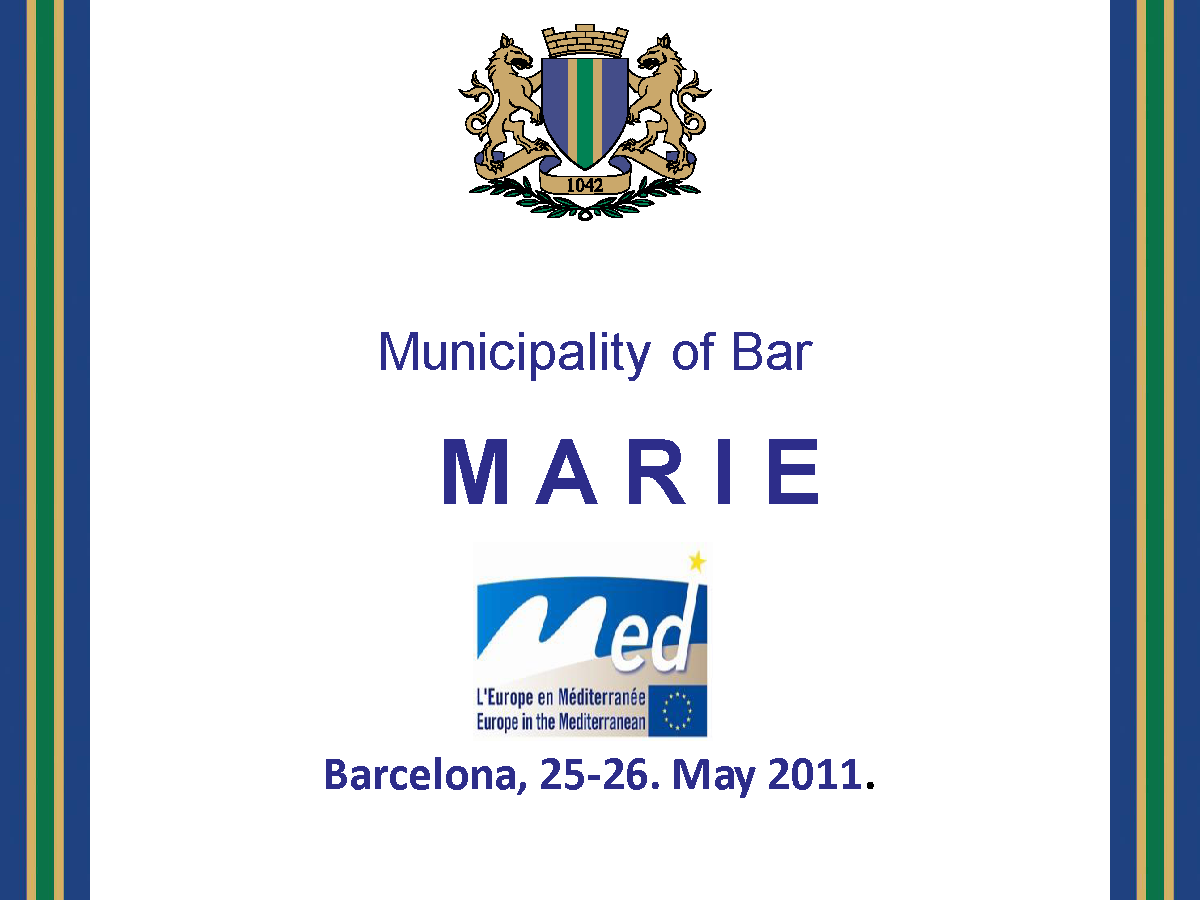 1042
Municipality of Bar
M A R I E
Med
L'Europe en Méditerranée
Europe in the Mediterranean
Barcelona, 25-26. May 2011.